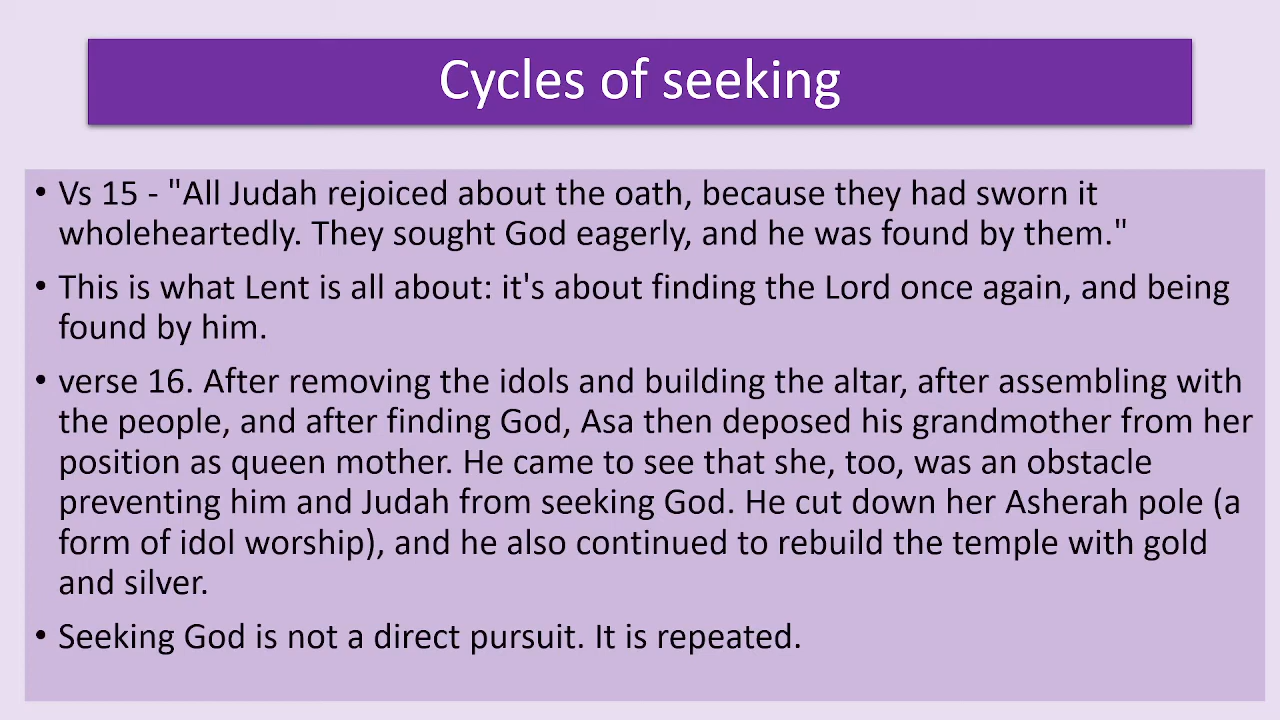 Cycles of seeking
• Vs 15 - "All Judah rejoiced about the oath, because they had sworn it
wholeheartedly. They sought God eagerly, and he was found by them."
• This is what Lent is all about: it's about finding the Lord once again, and being
found by him.
• verse 16. After removing the idols and building the altar, after assembling with
the people, and after finding God, Asa then deposed his grandmother from her
position as queen mother. He came to see that she, too, was an obstacle
preventing him and Judah from seeking God. He cut down her Asherah pole (a
form of idol worship), and he also continued to rebuild the temple with gold
and silver.
• Seeking God is not a direct pursuit. It is repeated.